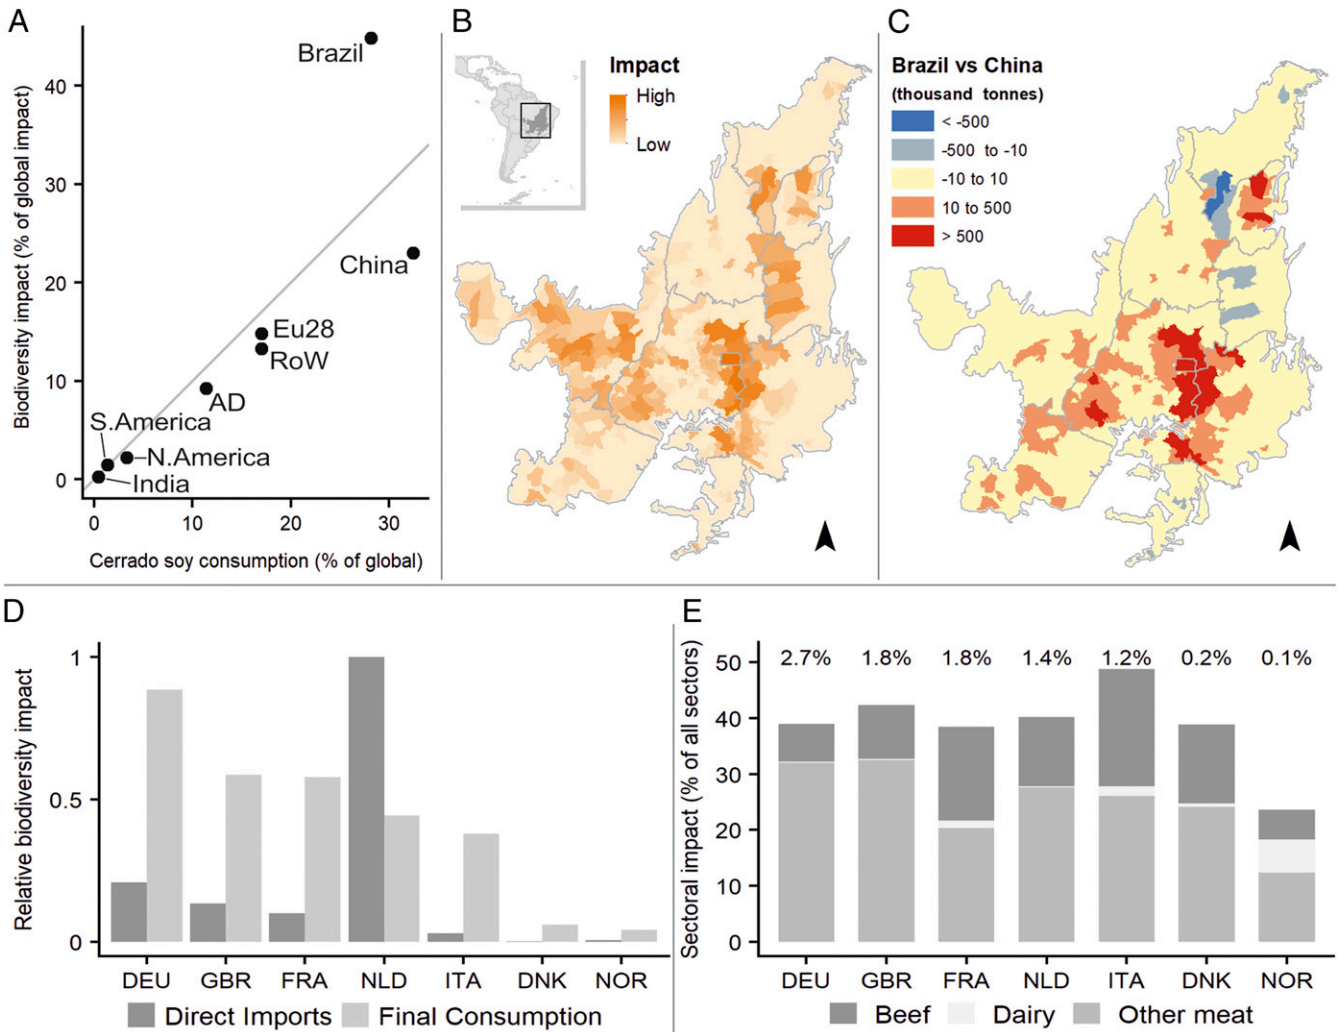 A
Biodiversity impact (% of global impact)
40
30
20
10
0
Brazil
China
Eu28
RoW
AD
S.America
N.America
India
0 10 20 30
Cerrado soy consumption (% of global)
B
Impact
High
Low
C
Brazil vs China
(thousand tonnes)
< -500
-500 to -10
-10 to 10
10 to 500
> 500
D
Relative biodiversity impact
1
0.5
0
DEU GBR FRA NLD ITA DNK NOR
Direct Imports Final Consumption
E
Sectoral impact (% of all sectors)
50
40
30
20
10
0
2.7% 1.8% 1.8% 1.4% 1.2% 0.2% 0.1%
DEU GBR FRA NLD ITA DNK NOR
Beef Dairy Other meat